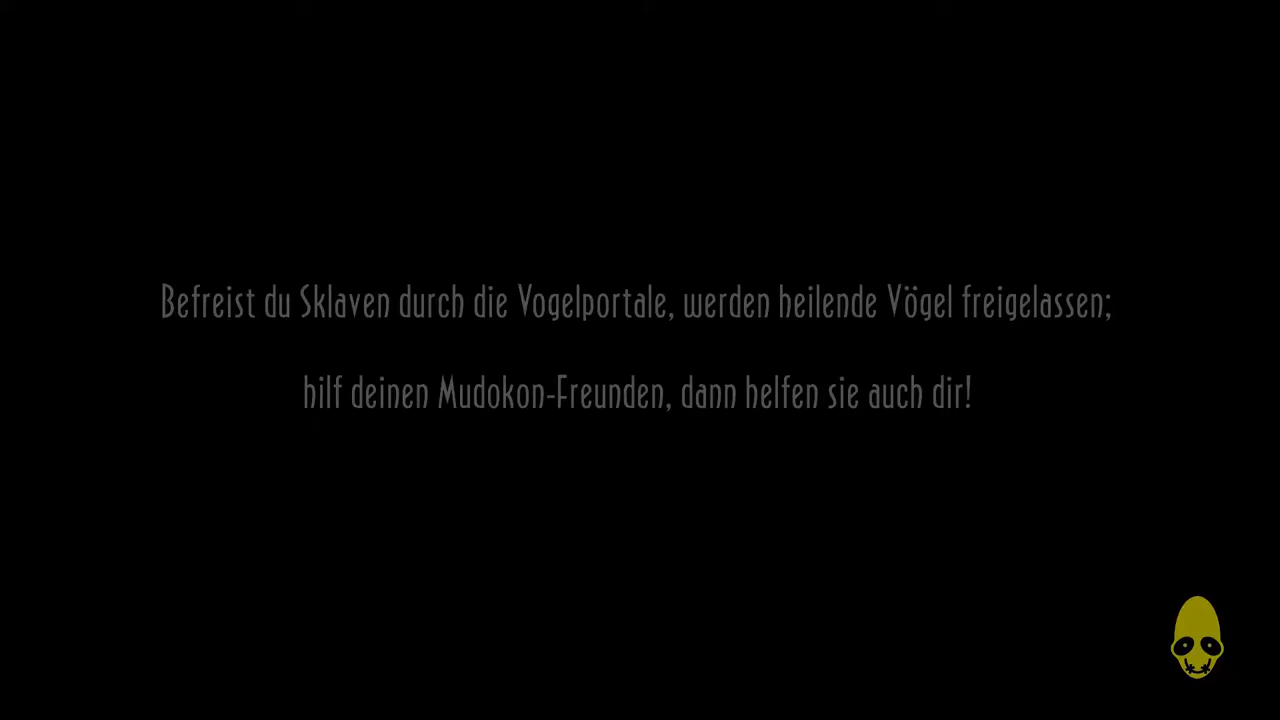 Befreist du Sklaven durch die Vogelportale, werden heilende Vögel freigelassen;
hilf deinen Mudokon-Freunden, dann helfen sie auch dir!